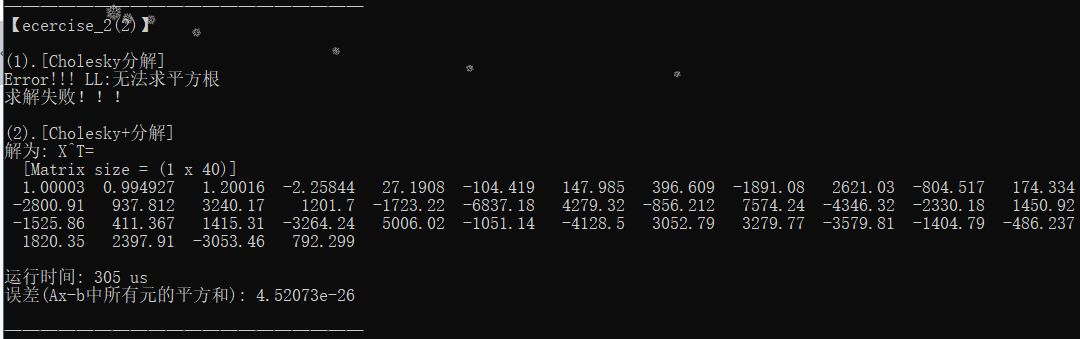 【ecercise_2(2)】
(1).[Cholesky分解]
Error!!! LL:无法求平方根
求解失败！！！
(2).[Cholesky+分解]
解为: X^T=
[Matrix size = (1 x 40)]
1.00003 0.994927 1.20016 -2.25844 27.1908 -104.419 147.985 396.609 -1891.08 2621.03 -804.517 174.334
-2800.91 937.812 3240.17 1201.7 -1723.22 -6837.18 4279.32 -856.212 7574.24 -4346.32 -2330.18 1450.92
-1525.86 411.367 1415.31 -3264.24 5006.02 -1051.14 -4128.5 3052.79 3279.77 -3579.81 -1404.79 -486.237
1820.35 2397.91 -3053.46 792.299
运行时间: 305 us
误差(Ax-b中所有元的平方和): 4.52073e-26